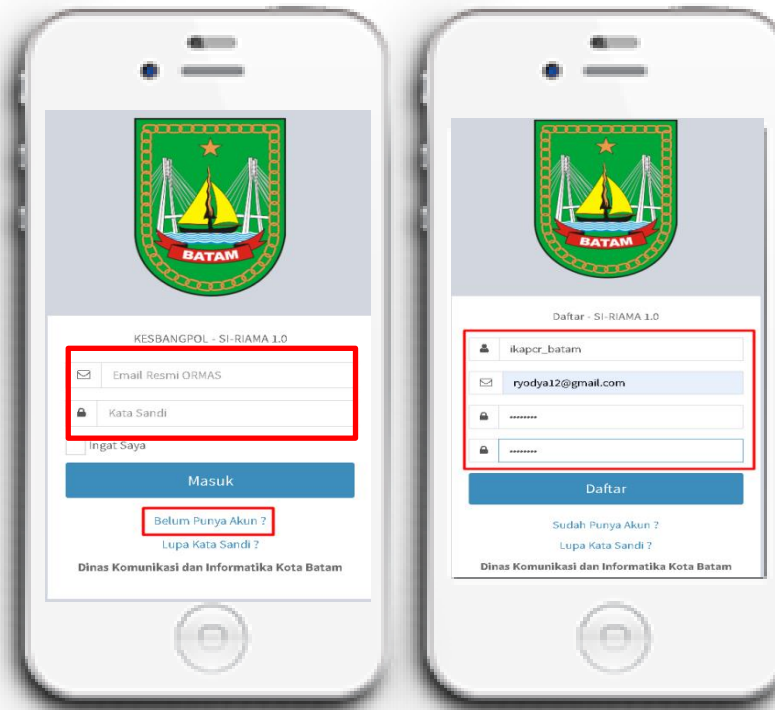 BATAM
KESBANGPOL - SI-RIAMA 1.0
Email Resmi ORMAS
Kata Sandi
Ingat Saya
Masuk
Belum Punya Akun ?
Lupa Kata Sandi ?
Dinas Komunikasi dan Informatika Kota Batam
BATAM
Daftar - SI-RIAMA 1.0
ikapcr_batam
ryodya12@gmail.com
••••••••
••••••••
Daftar
Sudah Punya Akun ?
Lupa Kata Sandi ?
Dinas Komunikasi dan Informatika Kota Batam